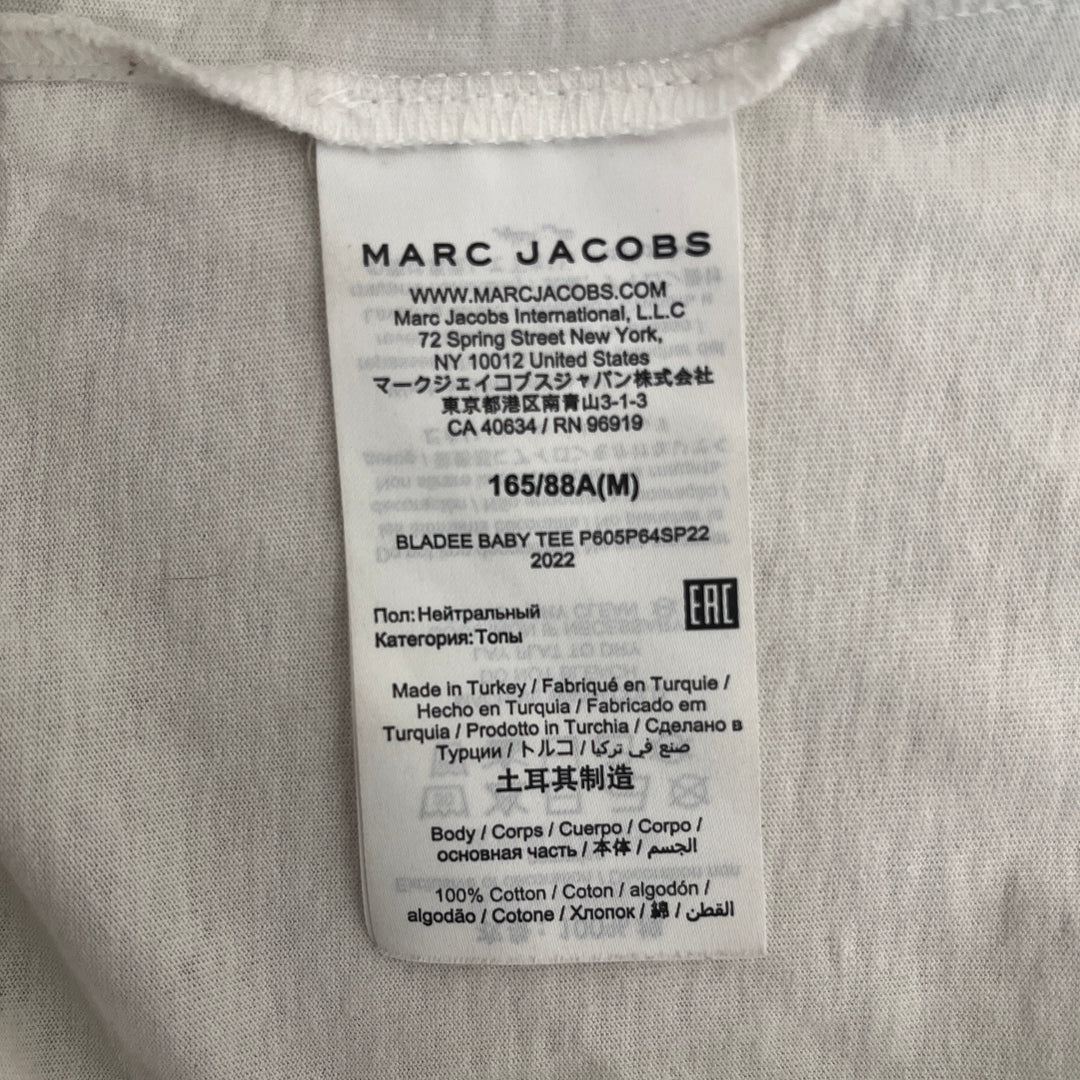 MARC JACOBS
WWW.MARCJACOBS.COM
Marc Jacobs International, L.L.C
72 Spring Street New York,
NY 10012 United States
マークジェイコブスジャパン株式会社
東京都港区南青山3-1-3
CA 40634 / RN 96919
165/88A(M)
BLADEE BABY TEE P605P64SP22
2022
EAC
Пол:Нейтральный
Категория:Топы
Made in Turkey / Fabriqué en Turquie /
Hecho en Turquia / Fabricado em
Turquia / Prodotto in Turchia / Сделано в
Турции / トルコ / صنع في تركيا
土耳其制造
Body / Corps / Cuerpo / Corpo /
основная часть / 本体 / الجسم
100% Cotton / Coton / algodón /
algodão / Cotone / Хлопок / 綿 / القطن